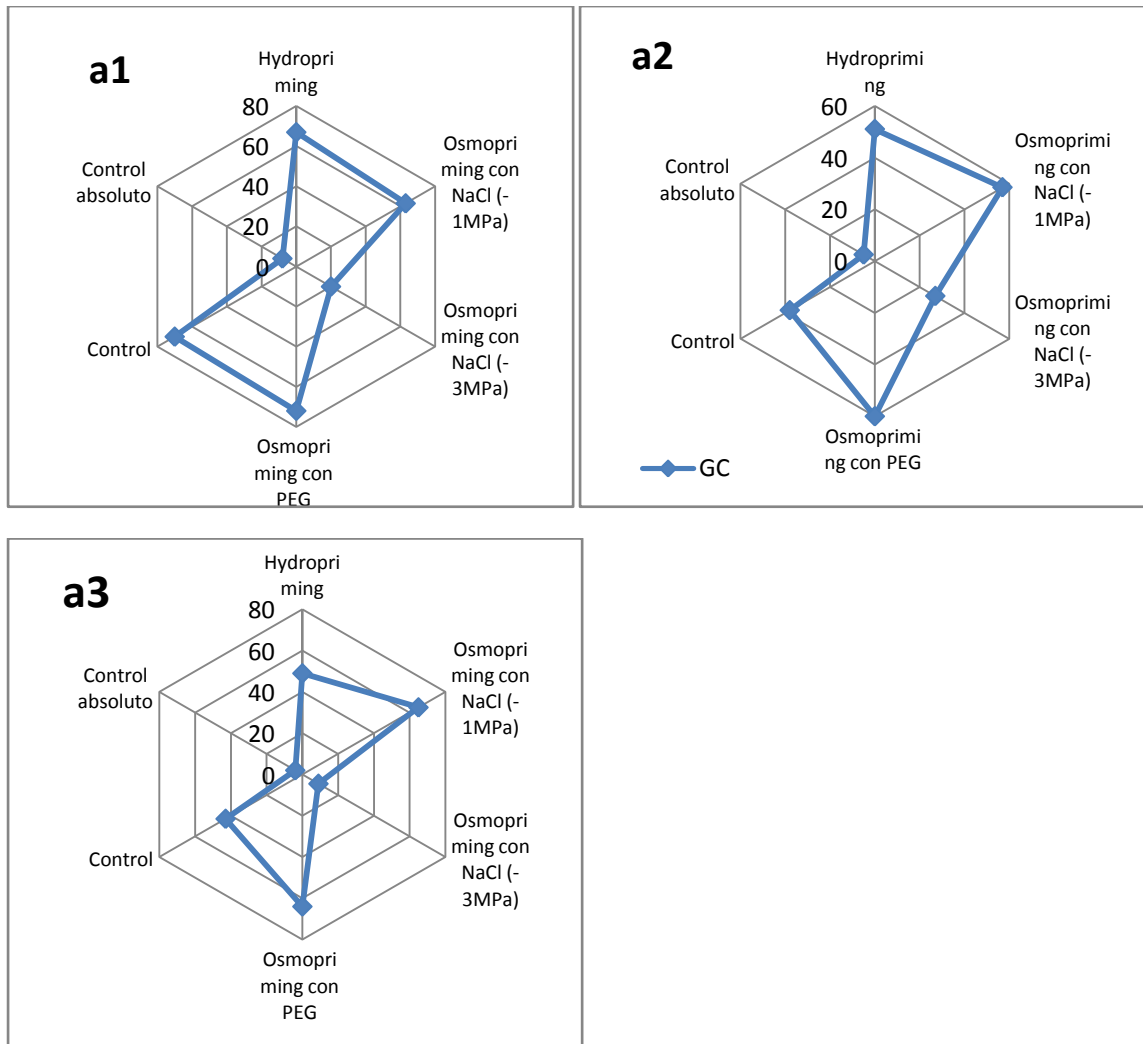 a1
Hydropri
ming
80
60
40
20
0
Osmopri
ming con
NaCl (-
1MPa)
Osmopri
ming con
NaCl (-
3MPa)
Osmopri
ming con
PEG
Control
Control
absoluto
a2
Hydroprimi
ng
60
40
20
0
Osmoprimi
ng con
NaCl (-
1MPa)
Osmoprimi
ng con
NaCl (-
3MPa)
Osmoprimi
ng con PEG
Control
Control
absoluto
GC
a3
Hydropri
ming
80
60
40
20
0
Osmopri
ming con
NaCl (-
1MPa)
Osmopri
ming con
NaCl (-
3MPa)
Osmopri
ming con
PEG
Control
Control
absoluto